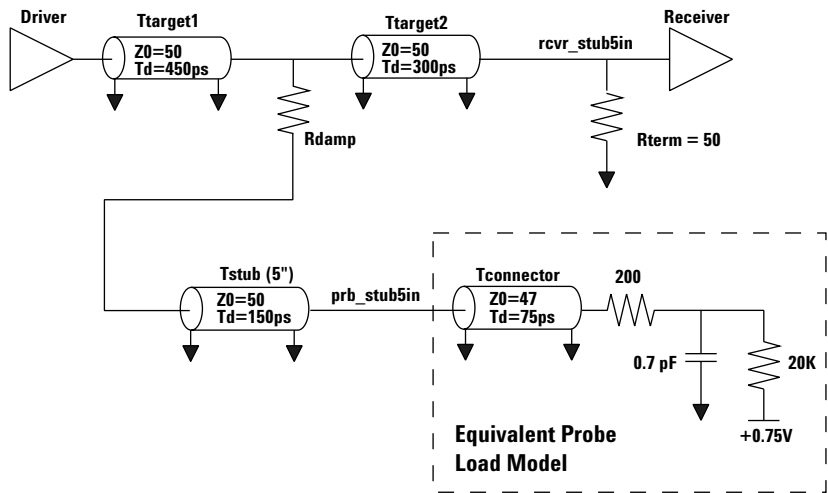 Driver
Ttarget1
Z0=50
Td=450ps
Ttarget2
Z0=50
Td=300ps
rcvr_stub5in
Receiver
Rdamp
Rterm = 50
Tstub (5")
Z0=50
Td=150ps
prb_stub5in
Tconnector
Z0=47
Td=75ps
200
0.7 pF
20K
+0.75V
Equivalent Probe
Load Model